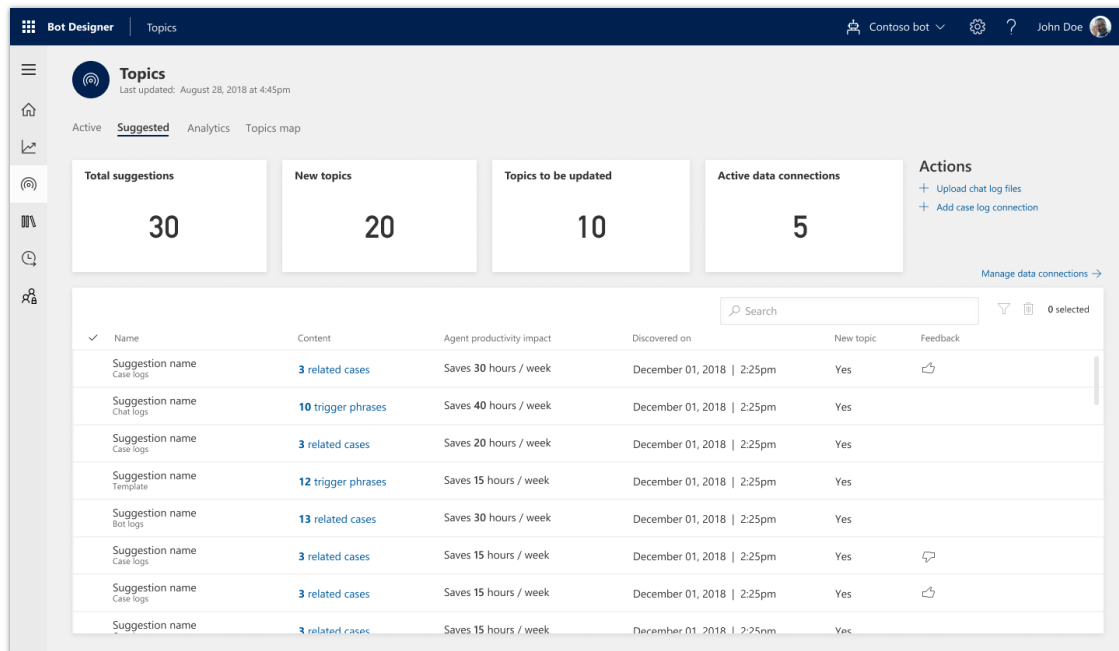 Bot Designer Topics Contoso bot ? John Doe
Topics
Last updated: August 28, 2018 at 4:45pm
Active Suggested Analytics Topics map
Total suggestions New topics Topics to be updated Active data connections
30 20 10 5
Actions
+ Upload chat log files
+ Add case log connection
Manage data connections →
Search 0 selected
Name Content Agent productivity impact Discovered on New topic Feedback
Suggestion name
Case logs
3 related cases Saves 30 hours / week December 01, 2018 | 2:25pm Yes
Suggestion name
Chat logs
10 trigger phrases Saves 40 hours / week December 01, 2018 | 2:25pm Yes
Suggestion name
Case logs
3 related cases Saves 20 hours / week December 01, 2018 | 2:25pm Yes
Suggestion name
Template
12 trigger phrases Saves 15 hours / week December 01, 2018 | 2:25pm Yes
Suggestion name
Bot logs
13 related cases Saves 30 hours / week December 01, 2018 | 2:25pm Yes
Suggestion name
Case logs
3 related cases Saves 15 hours / week December 01, 2018 | 2:25pm Yes
Suggestion name
Case logs
3 related cases Saves 15 hours / week December 01, 2018 | 2:25pm Yes
Suggestion name
3 related cases Saves 15 hours / week December 01, 2018 | 2:25pm Yes